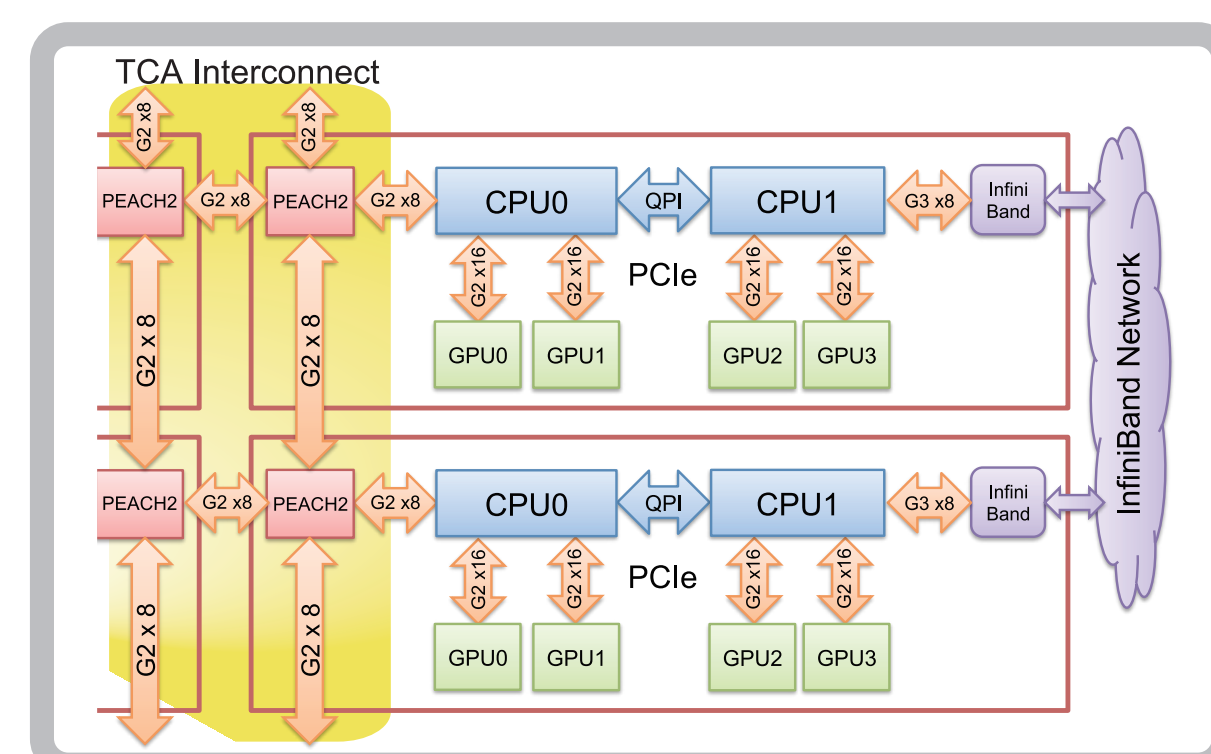 TCA Interconnect
G2 x8
G2 x8
PEACH2
G2 x8
PEACH2
G2 x8
CPU0
QPI
CPU1
G3 x8
Infini
Band
G2 x16
G2 x16
PCIe
G2 x16
G2 x16
G2 x 8
G2 x 8
GPU0
GPU1
GPU2
GPU3
InfiniBand Network
PEACH2
G2 x8
PEACH2
G2 x8
CPU0
QPI
CPU1
G3 x8
Infini
Band
G2 x16
G2 x16
PCIe
G2 x16
G2 x16
G2 x 8
G2 x 8
GPU0
GPU1
GPU2
GPU3